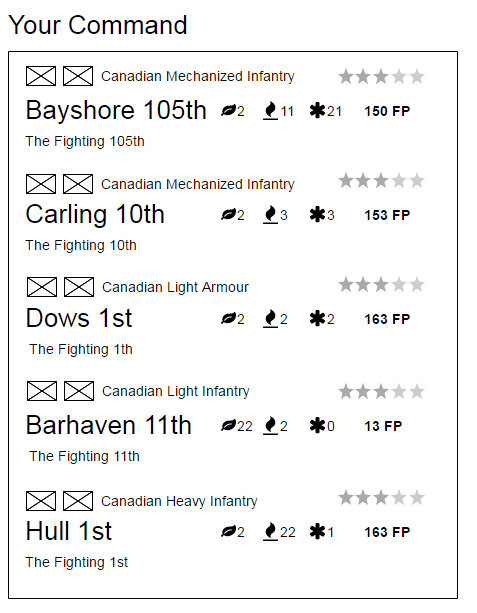 Your Command
Canadian Mechanized Infantry
Bayshore 105th 2 11 21 150 FP
The Fighting 105th
Canadian Mechanized Infantry
Carling 10th 2 3 3 153 FP
The Fighting 10th
Canadian Light Armour
Dows 1st 2 2 2 163 FP
The Fighting 1th
Canadian Light Infantry
Barhaven 11th 22 2 0 13 FP
The Fighting 11th
Canadian Heavy Infantry
Hull 1st 2 22 1 163 FP
The Fighting 1st